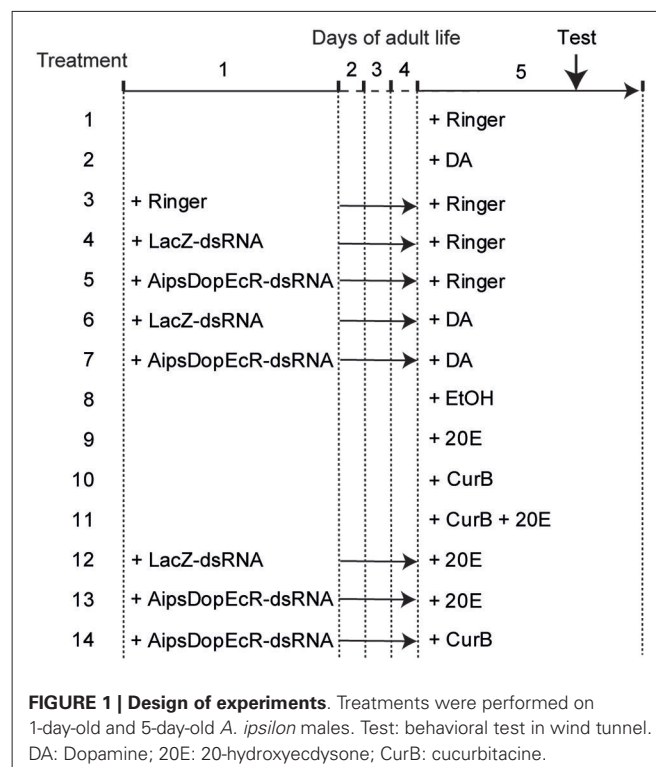 Days of adult life
Test
Treatment
1 2 3 4 5
1 + Ringer
2 + DA
3 + Ringer + Ringer
4 + LacZ-dsRNA + Ringer
5 + AipsDopEcR-dsRNA + Ringer
6 + LacZ-dsRNA + DA
7 + AipsDopEcR-dsRNA + DA
8 + EtOH
9 + 20E
10 + CurB
11 + CurB + 20E
12 + LacZ-dsRNA + 20E
13 + AipsDopEcR-dsRNA + 20E
14 + AipsDopEcR-dsRNA + CurB
FIGURE 1 | Design of experiments. Treatments were performed on
1-day-old and 5-day-old A. ipsilon males. Test: behavioral test in wind tunnel.
DA: Dopamine; 20E: 20-hydroxyecdysone; CurB: cucurbitacine.